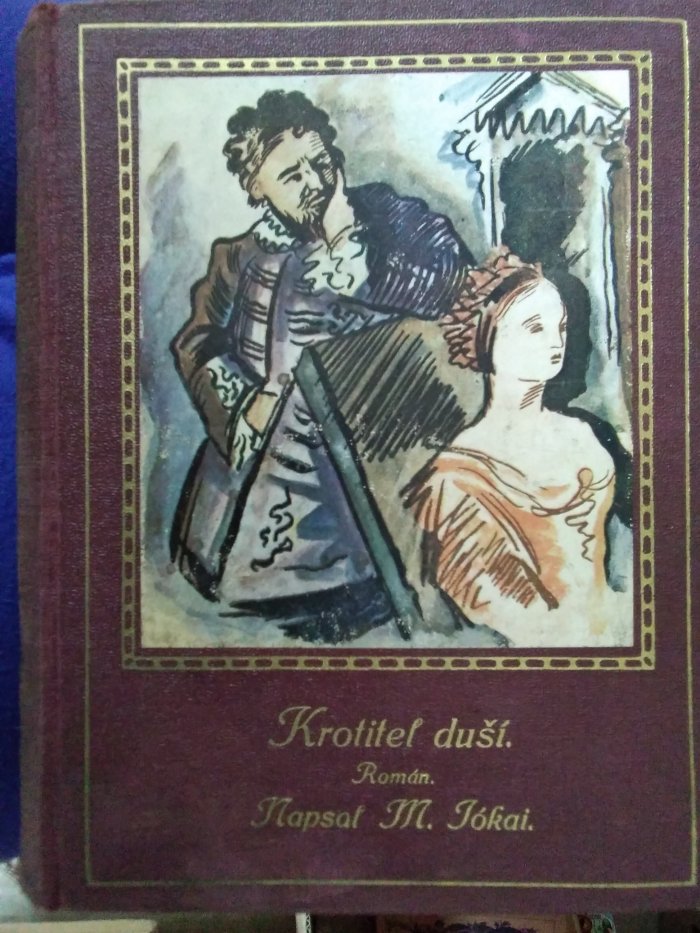 Krotitel duší.
Román.
Napsal M. Jókai.